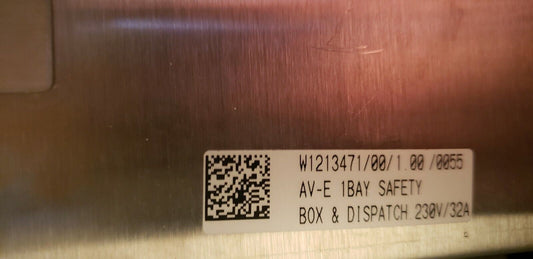 W1213471/00/1.00 /0055
AV-E 1BAY SAFETY
BOX & DISPATCH 230V/32A